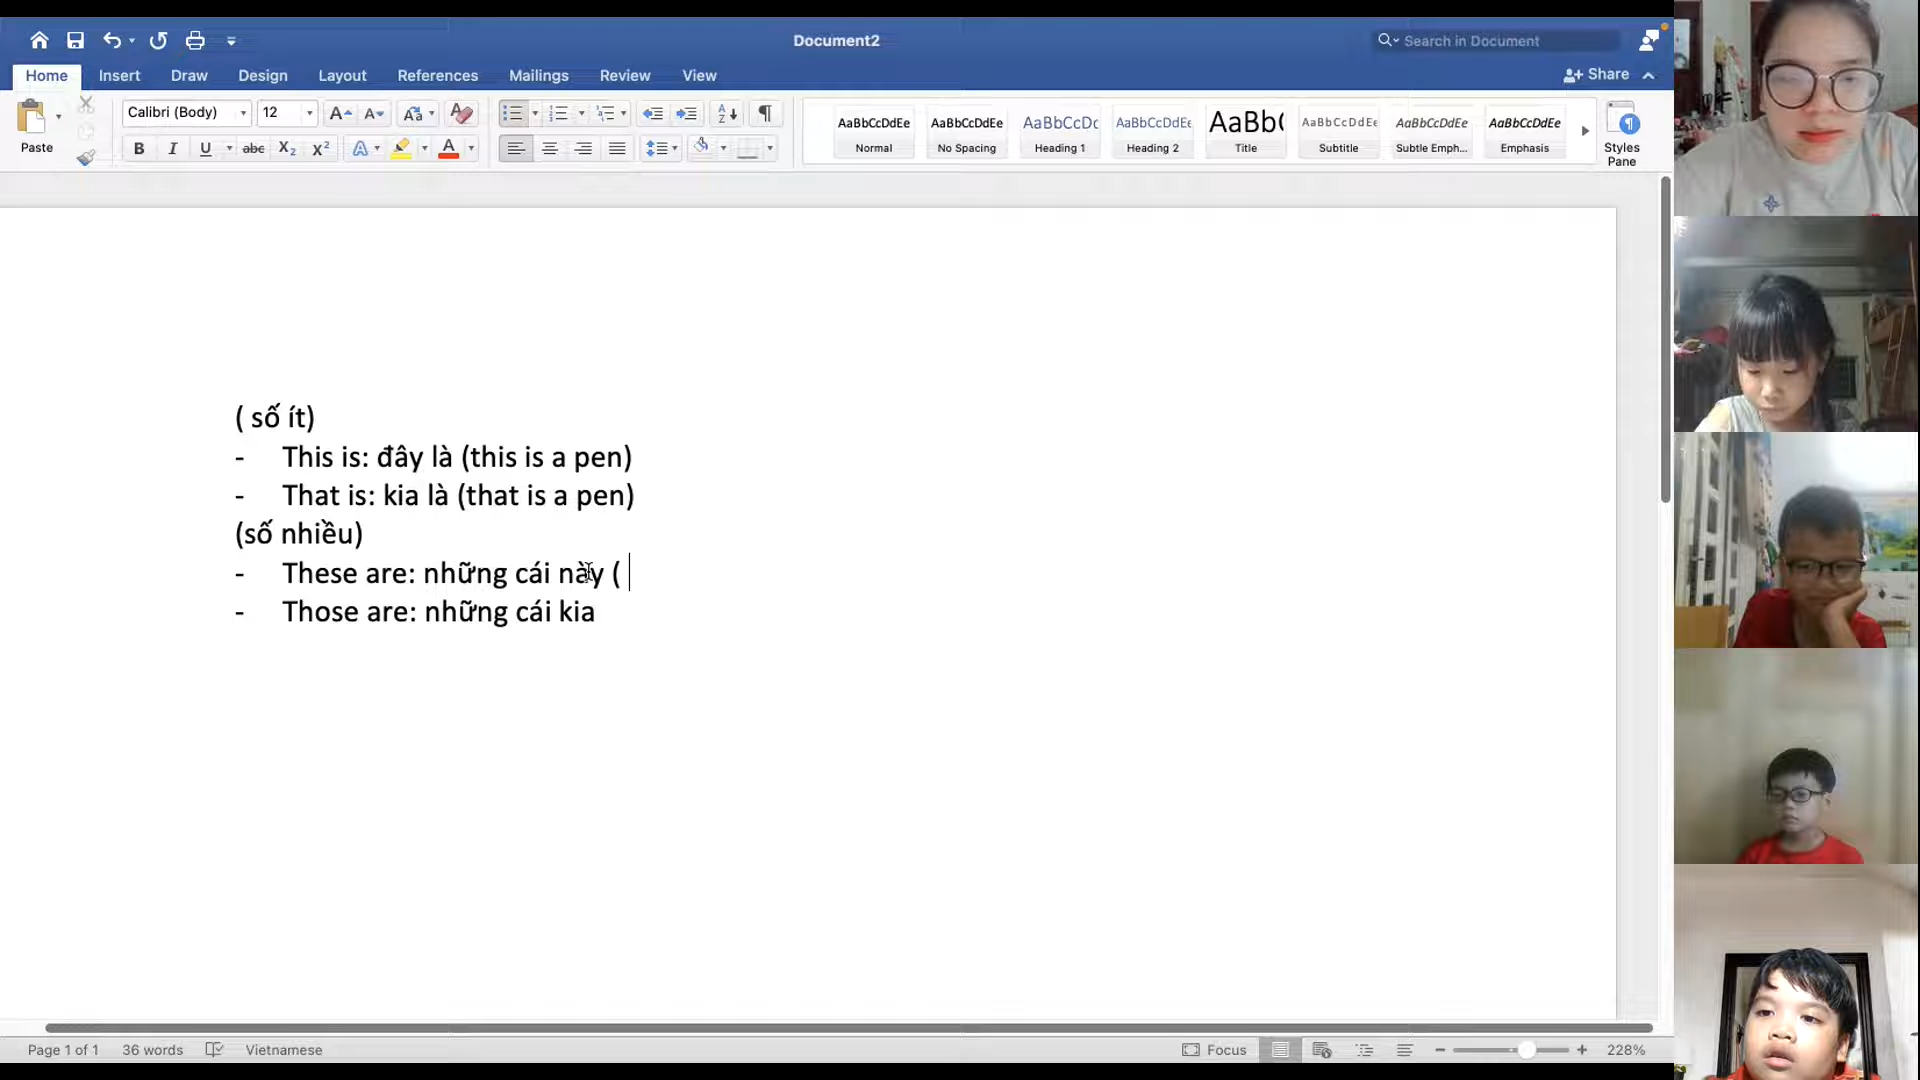 Document2
Search in Document
Home Insert Draw Design Layout References Mailings Review View
Share
Paste
Calibri (Body) 12
AaBbCcDdEe AaBbCcDdEe AaBbCcDc AaBbCcDdEe AaBb( AaBbCcDdEe AaBbCcDdEe AaBbCcDdEe
Normal No Spacing Heading 1 Heading 2 Title Subtitle Subtle Emph... Emphasis
Styles
Pane
( số ít)
- This is: đây là (this is a pen)
- That is: kia là (that is a pen)
(số nhiều)
- These are: những cái này (
- Those are: những cái kia
Page 1 of 1 36 words Vietnamese Focus 228%